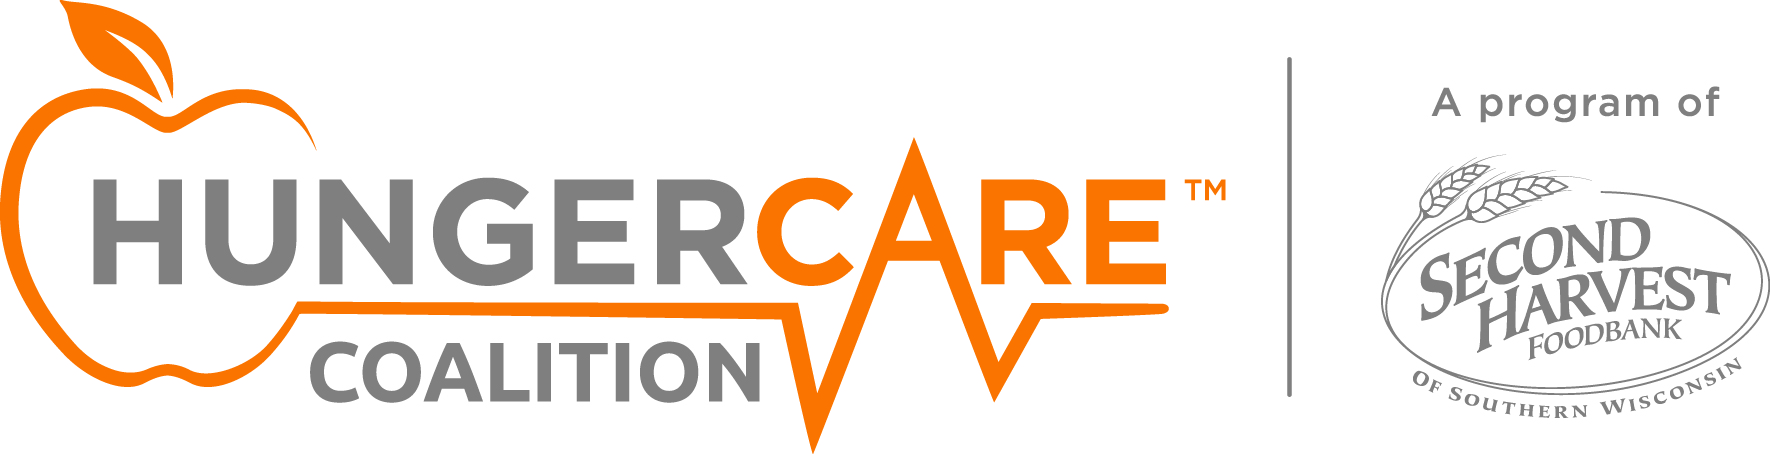 HUNGERCARE™
COALITION
A program of
SECOND
HARVEST
FOODBANK
OF SOUTHERN WISCONSIN